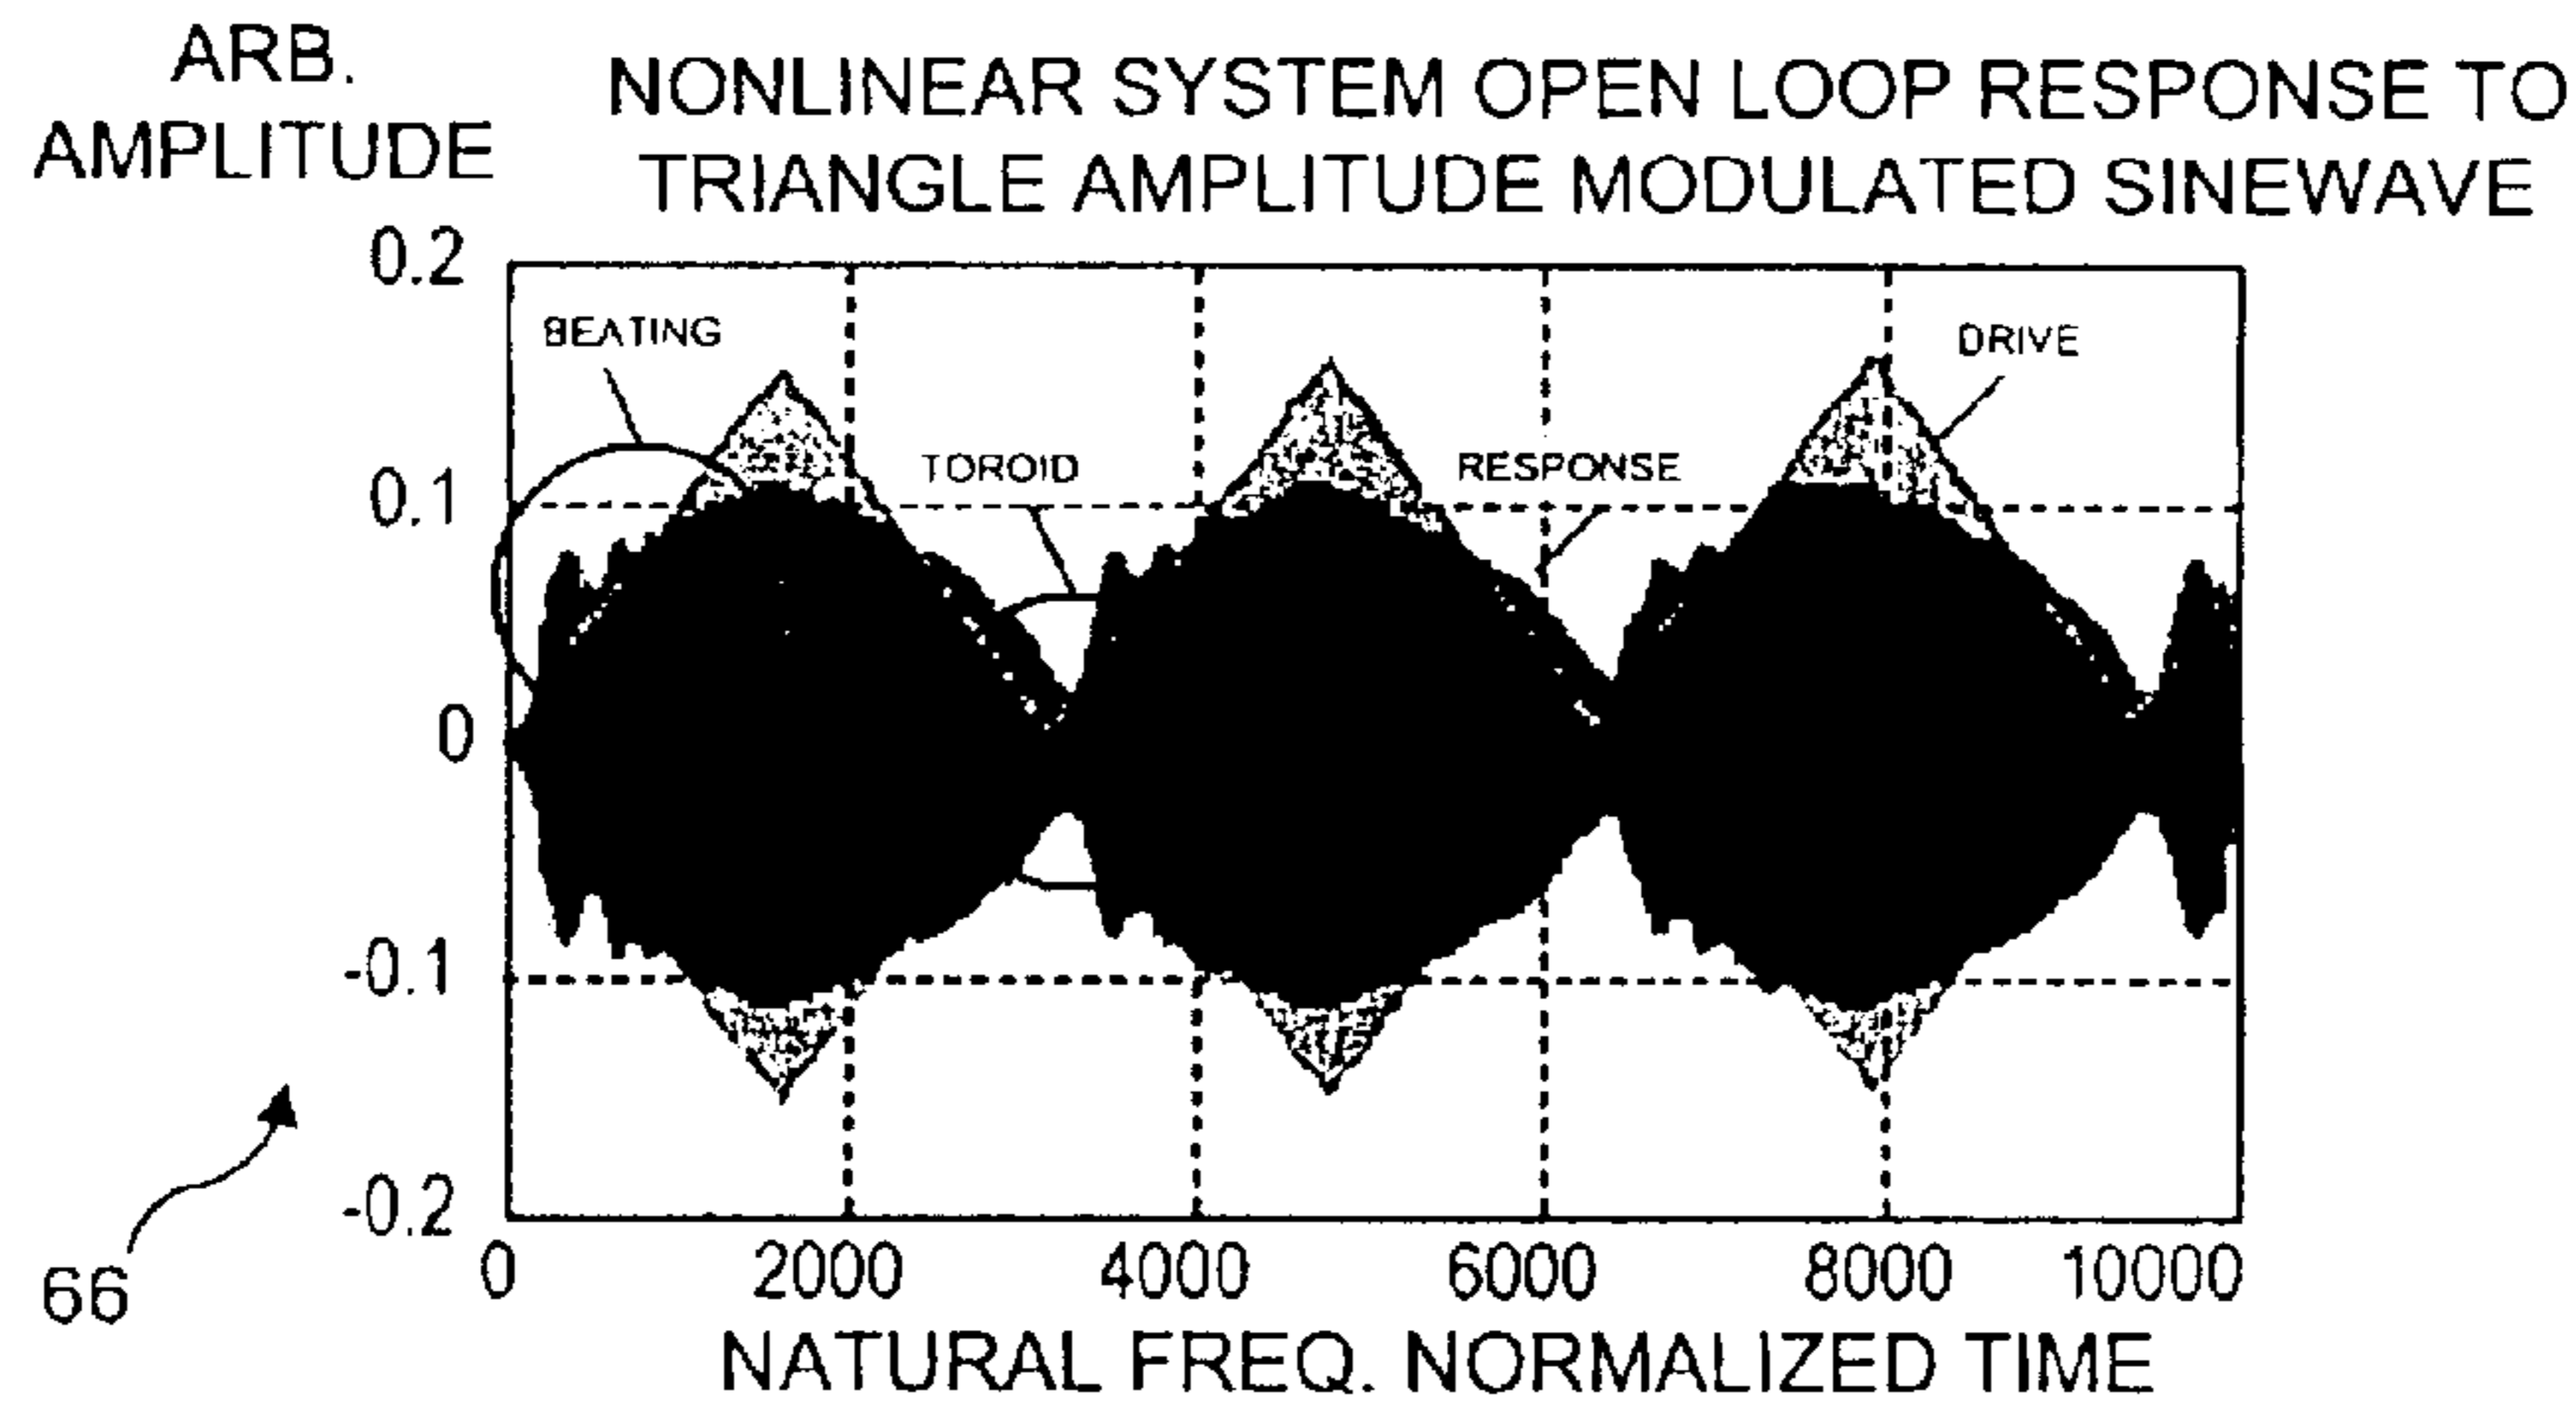 ARB.
AMPLITUDE
NONLINEAR SYSTEM OPEN LOOP RESPONSE TO
TRIANGLE AMPLITUDE MODULATED SINEWAVE
0.2
BEATING
DRIVE
TOROID
RESPONSE
0.1
0
-0.1
-0.2
0 2000 4000 6000 8000 10000
NATURAL FREQ. NORMALIZED TIME
66